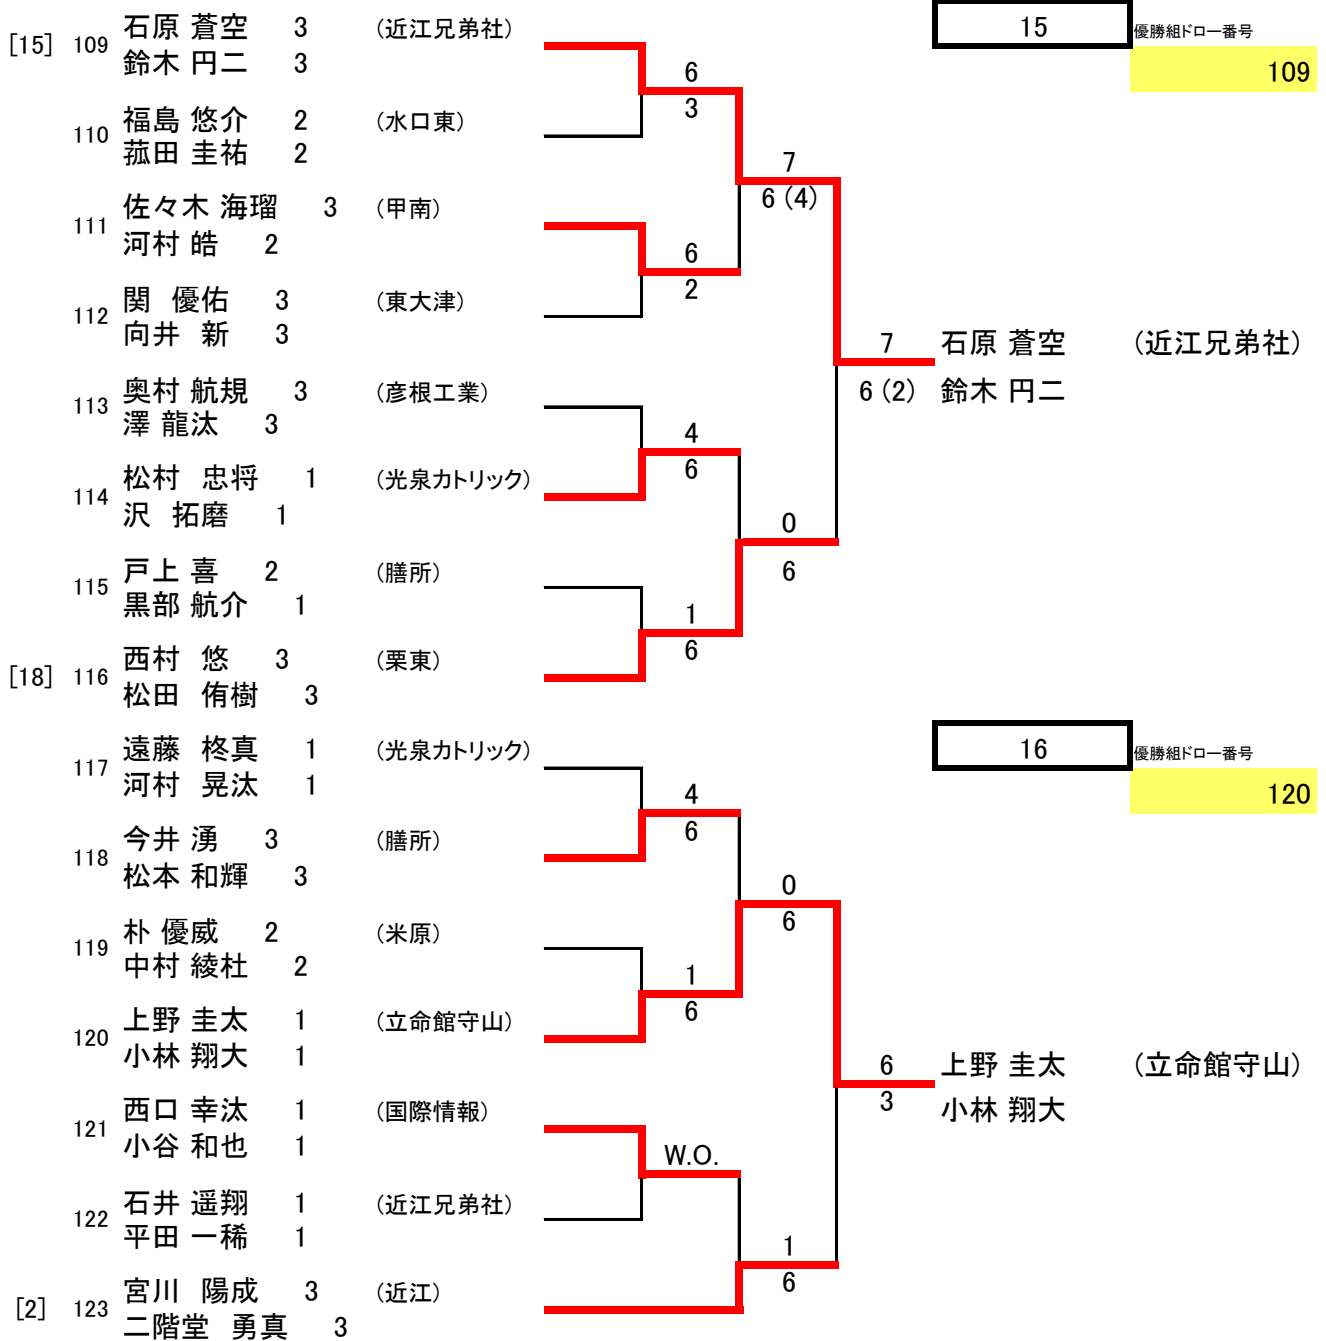 [15] 109 石原 蒼空 3 (近江兄弟社)
鈴木 円二 3
110 福島 悠介 2 (水口東)
菰田 圭祐 2
111 佐々木 海瑠 3 (甲南)
河村 皓 2
112 関 優佑 3 (東大津)
向井 新 3
113 奥村 航規 3 (彦根工業)
澤 龍汰 3
114 松村 忠将 1 (光泉カトリック)
沢 拓磨 1
115 戸上 喜 2 (膳所)
黒部 航介 1
[18] 116 西村 悠 3 (栗東)
松田 侑樹 3
6
3
6
2
4
6
1
6
7
6 (4)
0
6
7
6 (2)
石原 蒼空 (近江兄弟社)
鈴木 円二
15 優勝組ドロー番号
109
117 遠藤 柊真 1 (光泉カトリック)
河村 晃汰 1
118 今井 湧 3 (膳所)
松本 和輝 3
119 朴 優威 2 (米原)
中村 綾杜 2
120 上野 圭太 1 (立命館守山)
小林 翔大 1
121 西口 幸汰 1 (国際情報)
小谷 和也 1
122 石井 遥翔 1 (近江兄弟社)
平田 一稀 1
[2] 123 宮川 陽成 3 (近江)
二階堂 勇真 3
4
6
1
6
W.O.
0
6
1
6
6
3
上野 圭太 (立命館守山)
小林 翔大
16 優勝組ドロー番号
120